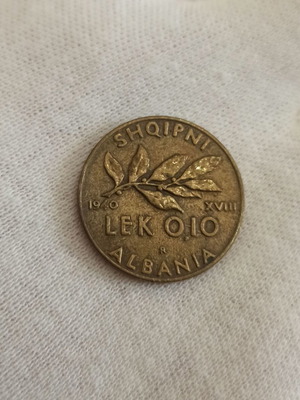 SHQIPNI
1940 XVIII
LEK 0,10
R
ALBANIA